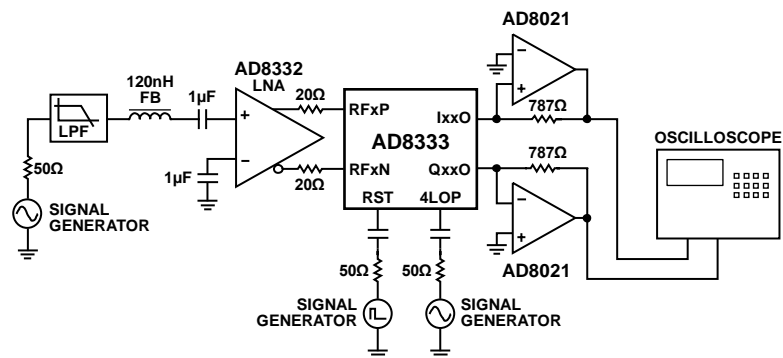 AD8021
120nH
FB
AD8332
LNA
1µF
20Ω
RFxP
IxxO
787Ω
LPF
AD8333
OSCILLOSCOPE
50Ω
1µF
20Ω
RFxN
QxxO
787Ω
RST
4LOP
SIGNAL
GENERATOR
AD8021
50Ω
50Ω
SIGNAL
GENERATOR
SIGNAL
GENERATOR